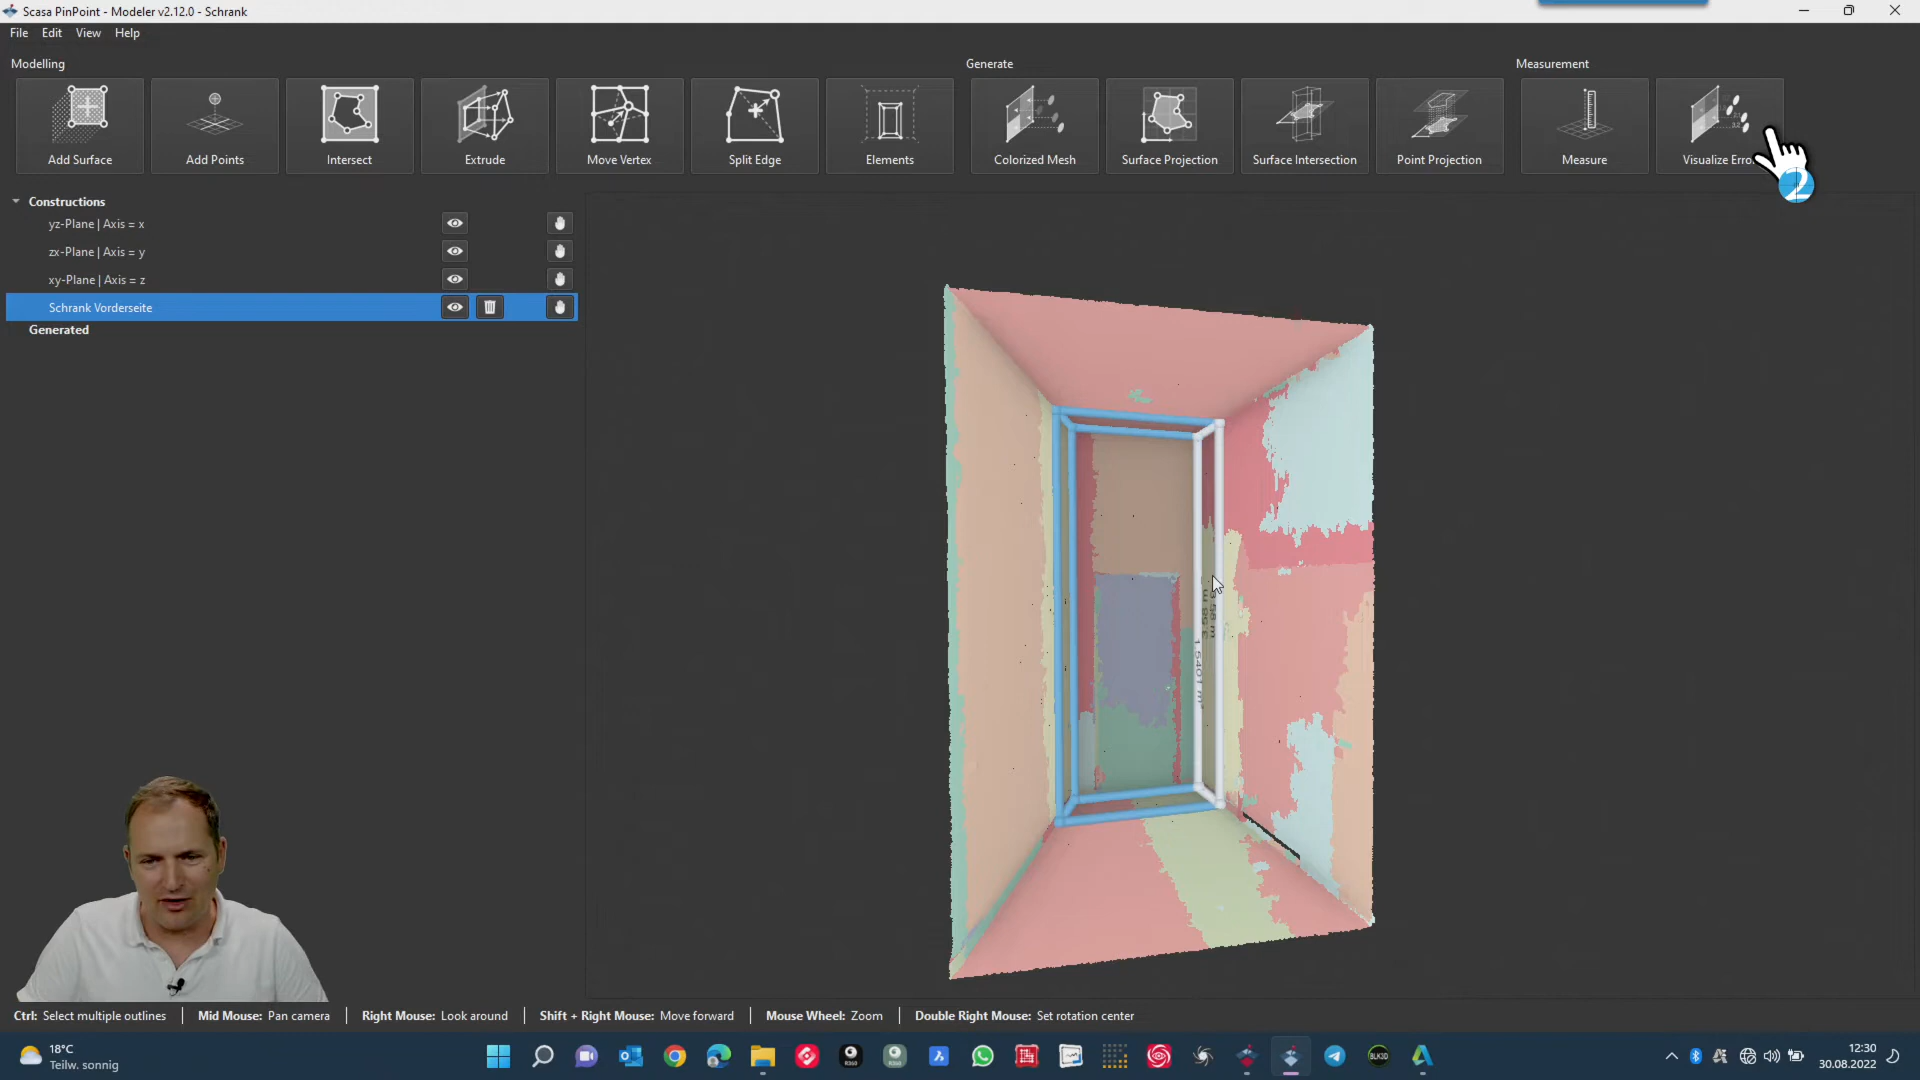 Scasa PinPoint - Modeler v2.12.0 - Schrank
File Edit View Help
Modelling Generate Measurement
Add Surface Add Points Intersect Extrude Move Vertex Split Edge Elements Colorized Mesh Surface Projection Surface Intersection Point Projection Measure Visualize
2
Constructions
yz-Plane | Axis = x
zx-Plane | Axis = y
xy-Plane | Axis = z
Schrank Vorderseite
Generated
Ctrl: Select multiple outlines Mid Mouse: Pan camera Right Mouse: Look around Shift + Right Mouse: Move forward Mouse Wheel: Zoom Double Right Mouse: Set rotation center
18°C
Teilw. sonnig
12:30
30.08.2022